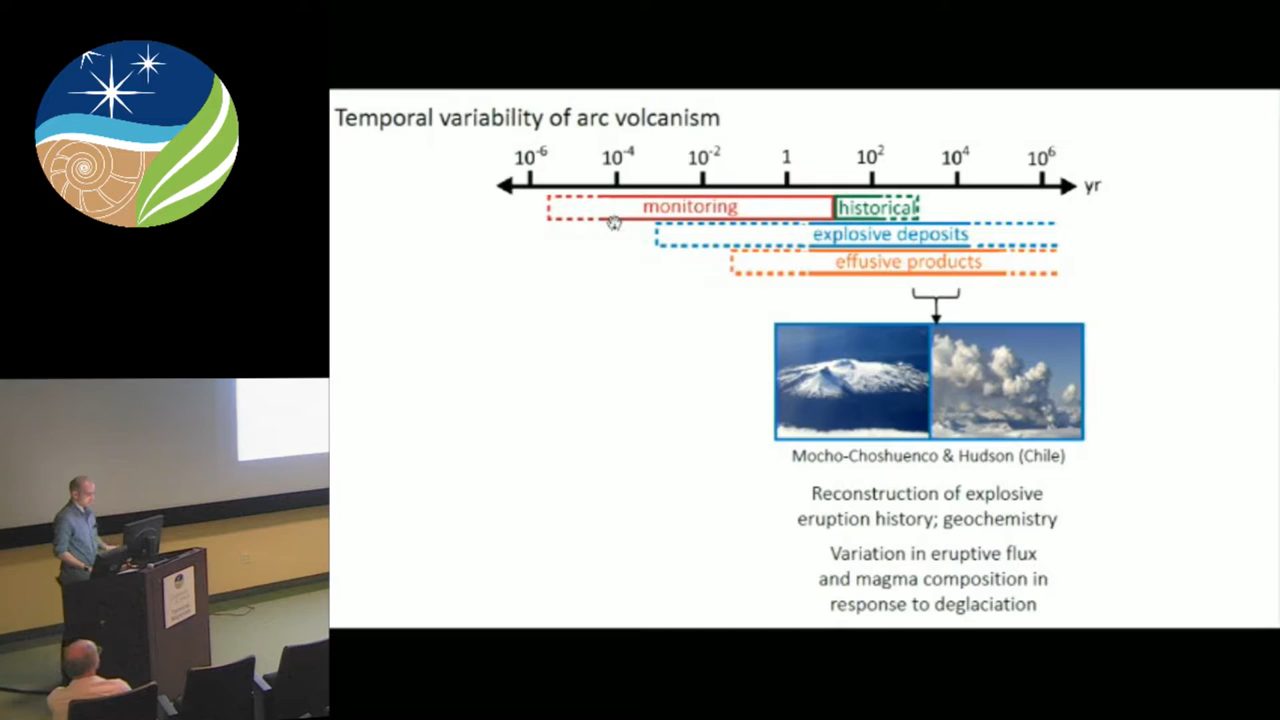 Temporal variability of arc volcanism
10⁻⁶ 10⁻⁴ 10⁻² 1 10² 10⁴ 10⁶
yr
monitoring historical
explosive deposits
effusive products
Mocho-Choshuenco & Hudson (Chile)
Reconstruction of explosive
eruption history; geochemistry
Variation in eruptive flux
and magma composition in
response to deglaciation